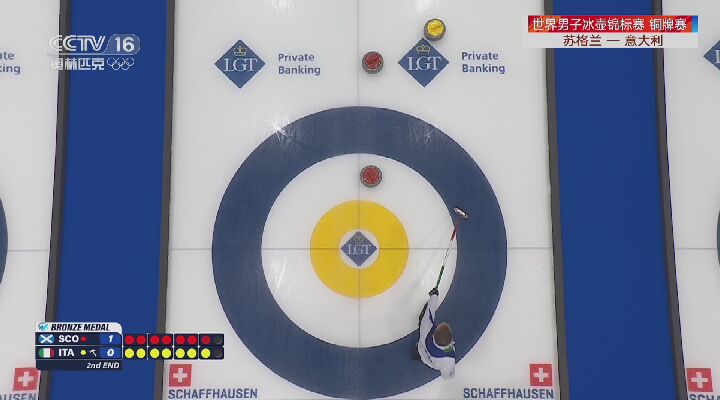 CCTV 16
奥林匹克
世界男子冰壶锦标赛 铜牌赛
苏格兰 — 意大利
LGT
Private
Banking
LGT
Private
Banking
LGT
BRONZE MEDAL
SCO 1
ITA 0
2nd END
SCHAFFHAUSEN
SCHAFFHAUSEN